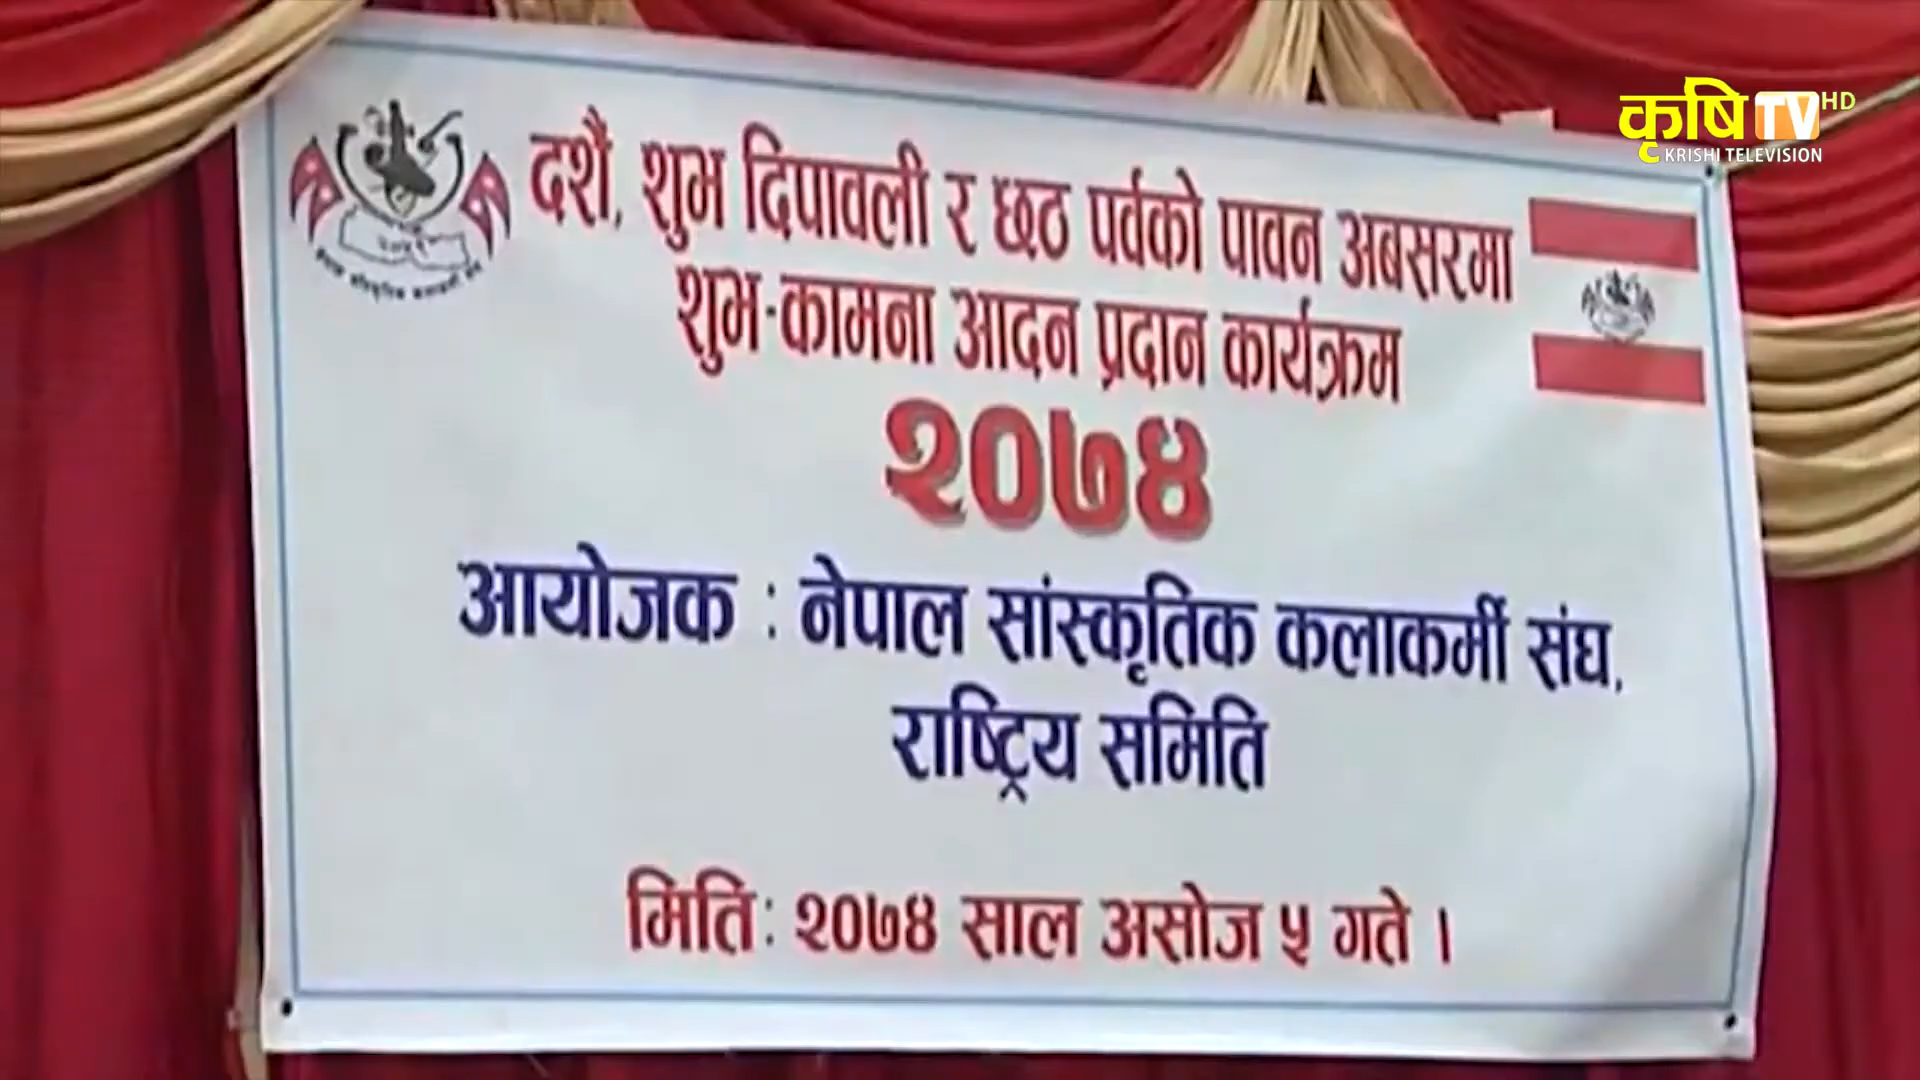 कृषि TV HD
KRISHI TELEVISION
दशैं, शुभ दिपावली र छठ पर्वको पावन अबसरमा
शुभ-कामना आदन प्रदान कार्यक्रम
२०७४
आयोजक : नेपाल सांस्कृतिक कलाकर्मी संघ,
राष्ट्रिय समिति
मिति: २०७४ साल असोज ५ गते ।